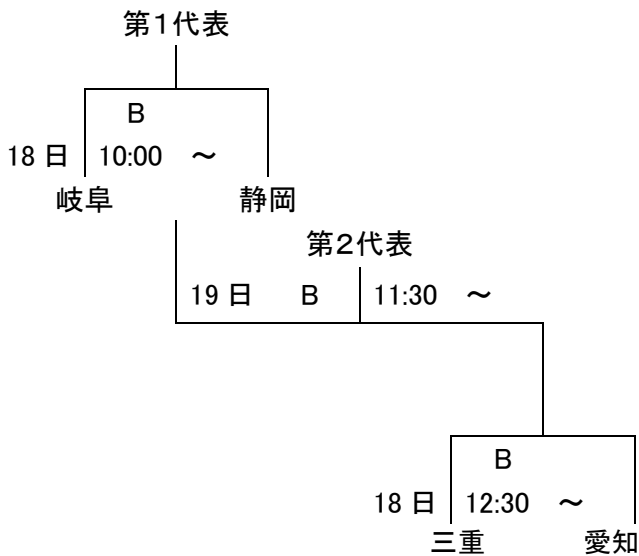 第1代表
B
18日 10:00 ～
岐阜 静岡
第2代表
19日 B 11:30 ～
B
18日 12:30 ～
三重 愛知